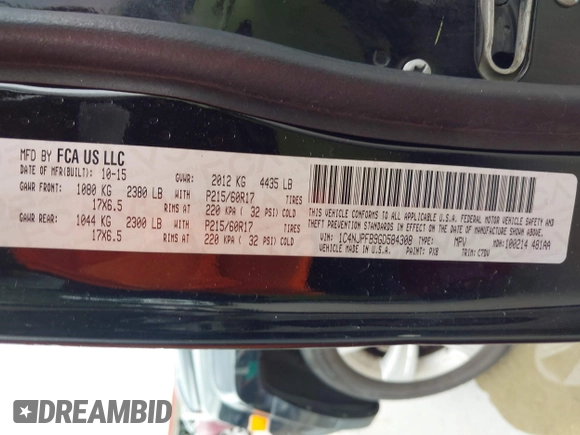 MFD BY FCA US LLC
DATE OF MFR(BUILT): 10-15 GVWR: 2012 KG 4435 LB
GAWR FRONT: 1080 KG 2380 LB WITH P215/60R17 TIRES
17X6.5 RIMS AT 220 KPA ( 32 PSI) COLD
GAWR REAR: 1044 KG 2300 LB WITH P215/60R17 TIRES
17X6.5 RIMS AT 220 KPA ( 32 PSI) COLD
THIS VEHICLE CONFORMS TO ALL APPLICABLE U.S.A. FEDERAL MOTOR VEHICLE SAFETY AND
THEFT PREVENTION STANDARDS IN EFFECT ON THE DATE OF MANUFACTURE SHOWN ABOVE.
VIN: 1C4NJPFB9GD504308 TYPE: MPV MDH: 100214 481AA
VEHICLE MADE IN U.S.A. PAINT: PX8 TRIM: C7DV
DREAMBID